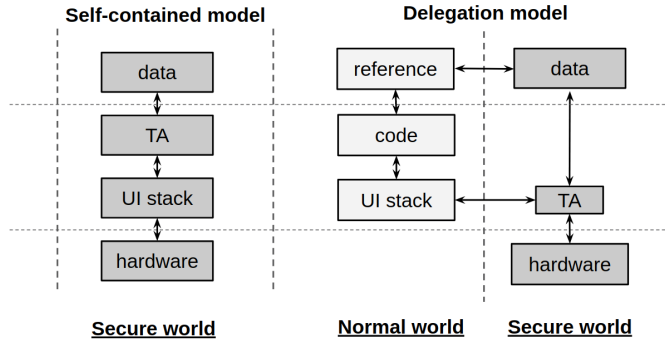 Self-contained model
Delegation model
data
TA
UI stack
hardware
reference
data
code
UI stack
TA
hardware
Secure world
Normal world
Secure world